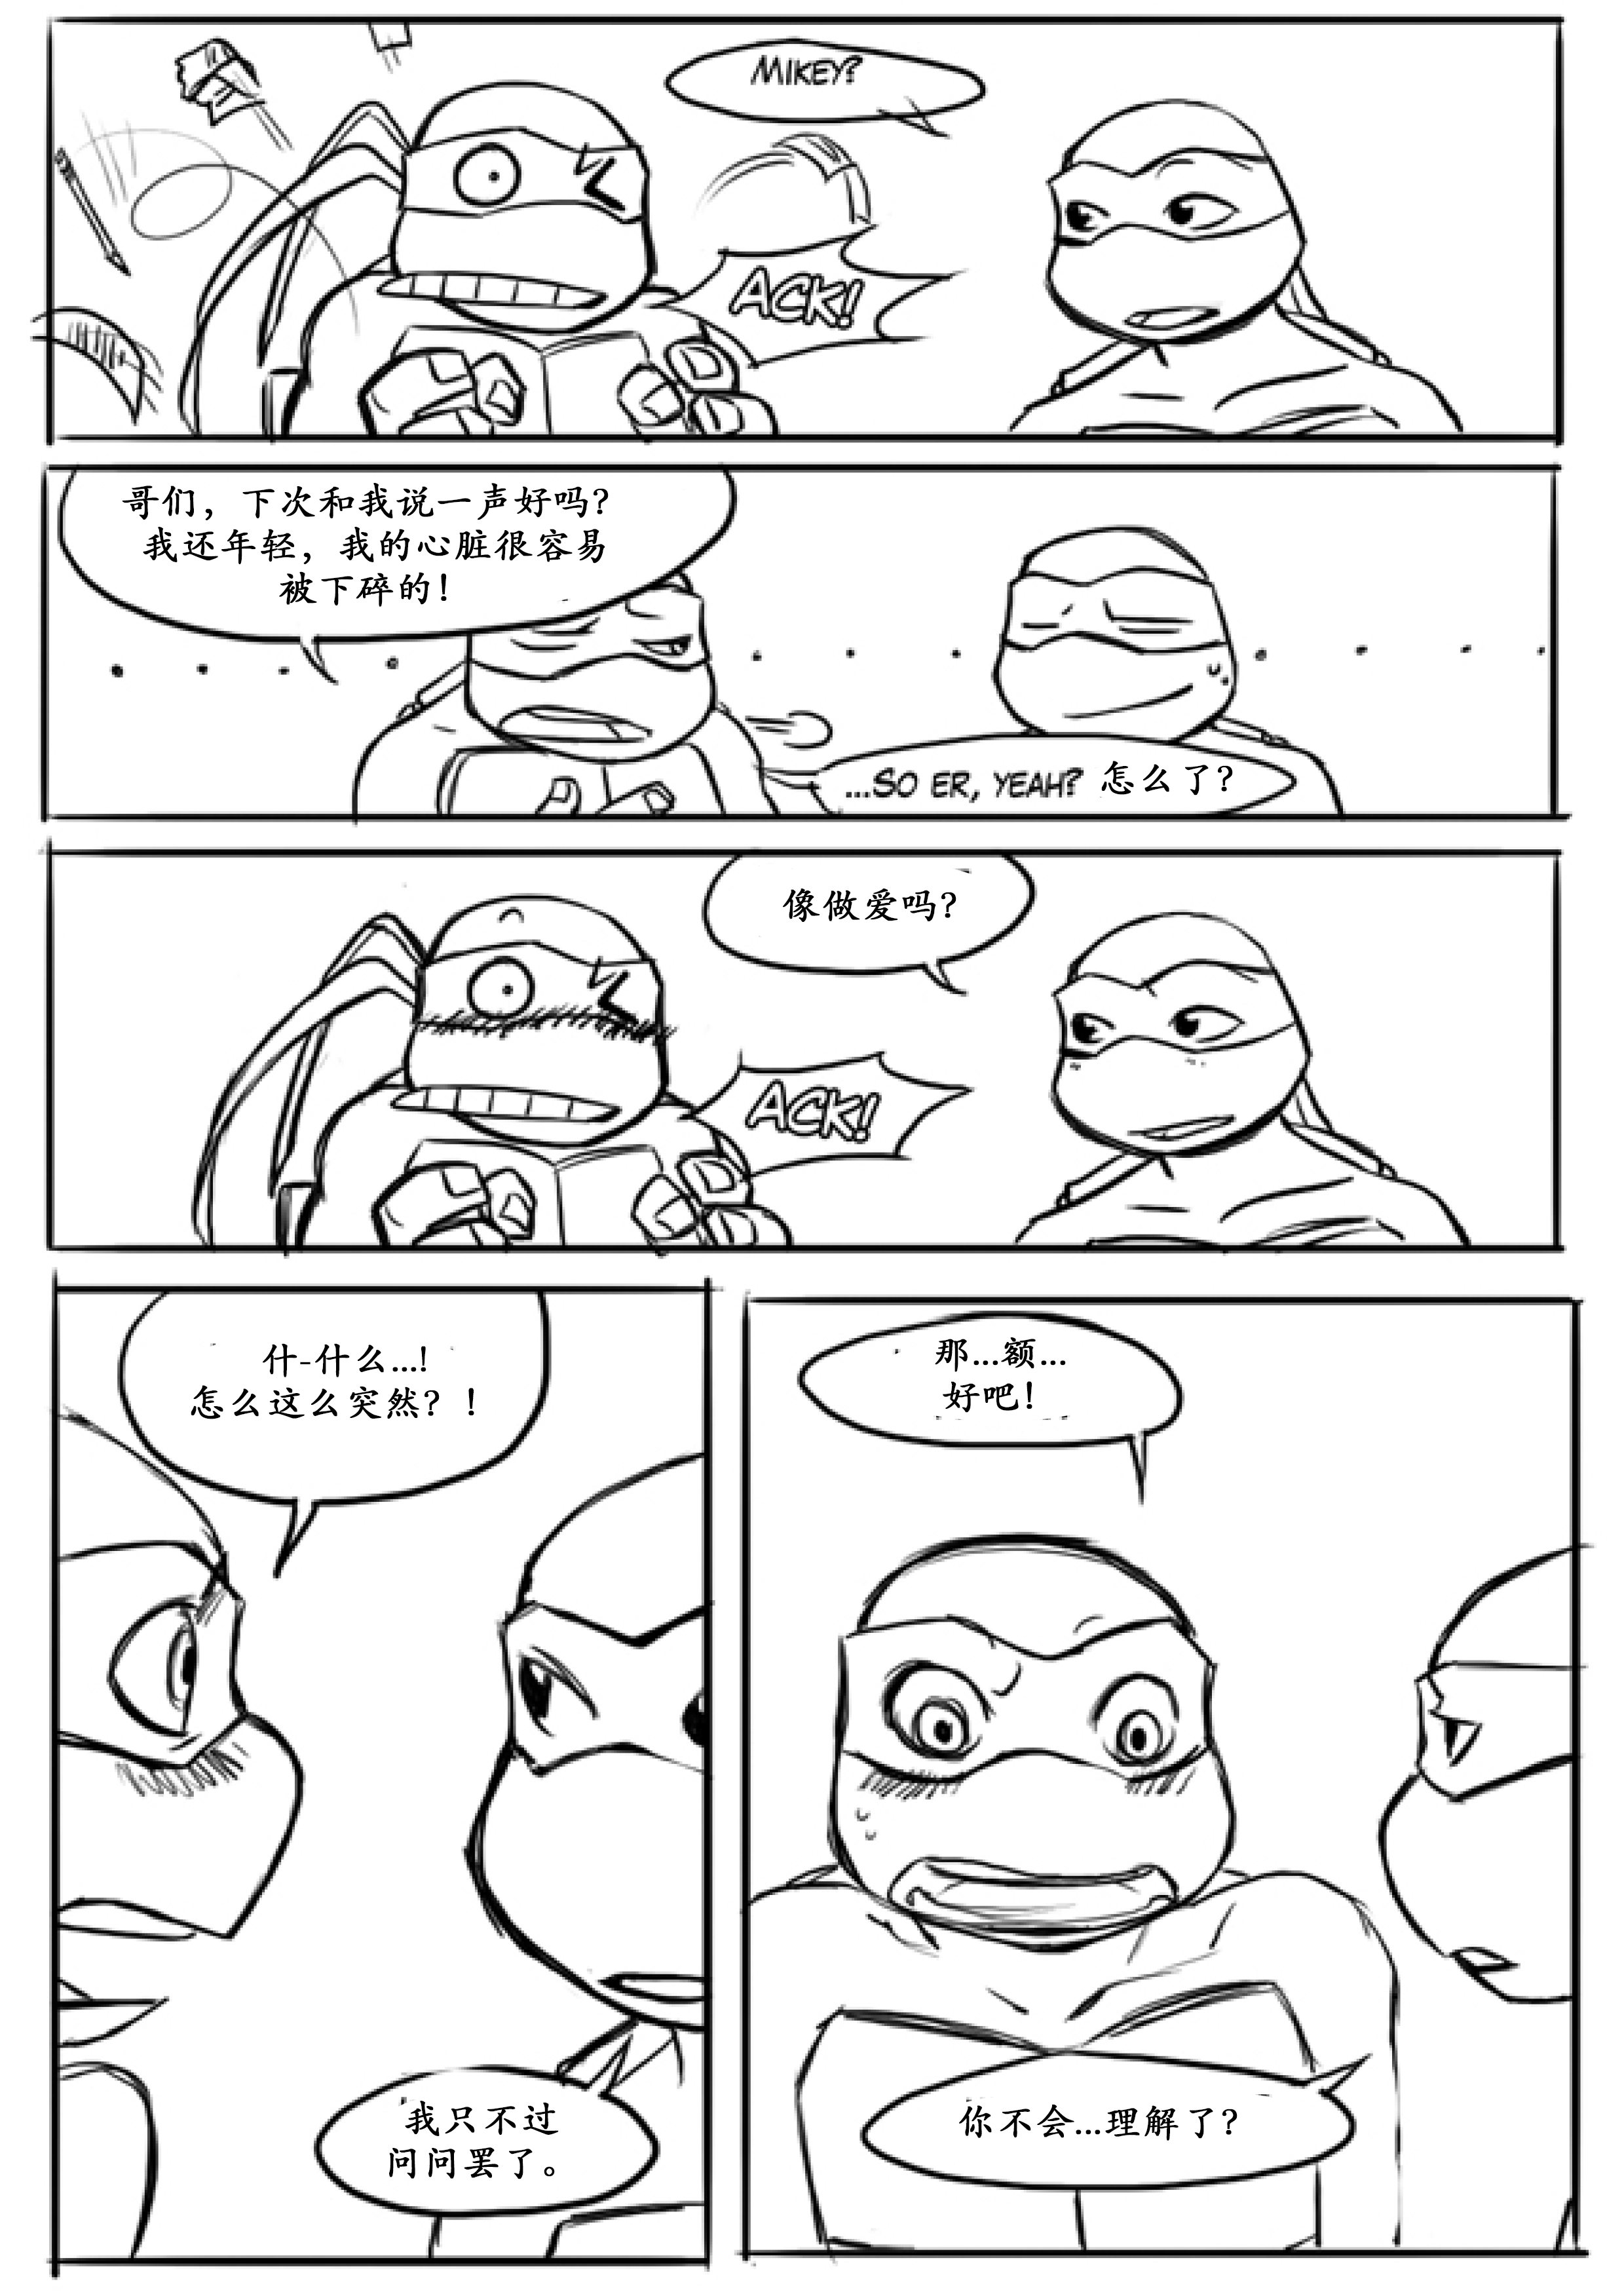 MIKEY?
ACK!
哥们，下次和我说一声好吗？
我还年轻，我的心脏很容易
被下碎的！
...SO ER, YEAH? 怎么了？
像做爱吗？
ACK!
什-什么...!
怎么这么突然？！
我只不过
问问罢了。
那...额...
好吧！
你不会...理解了？